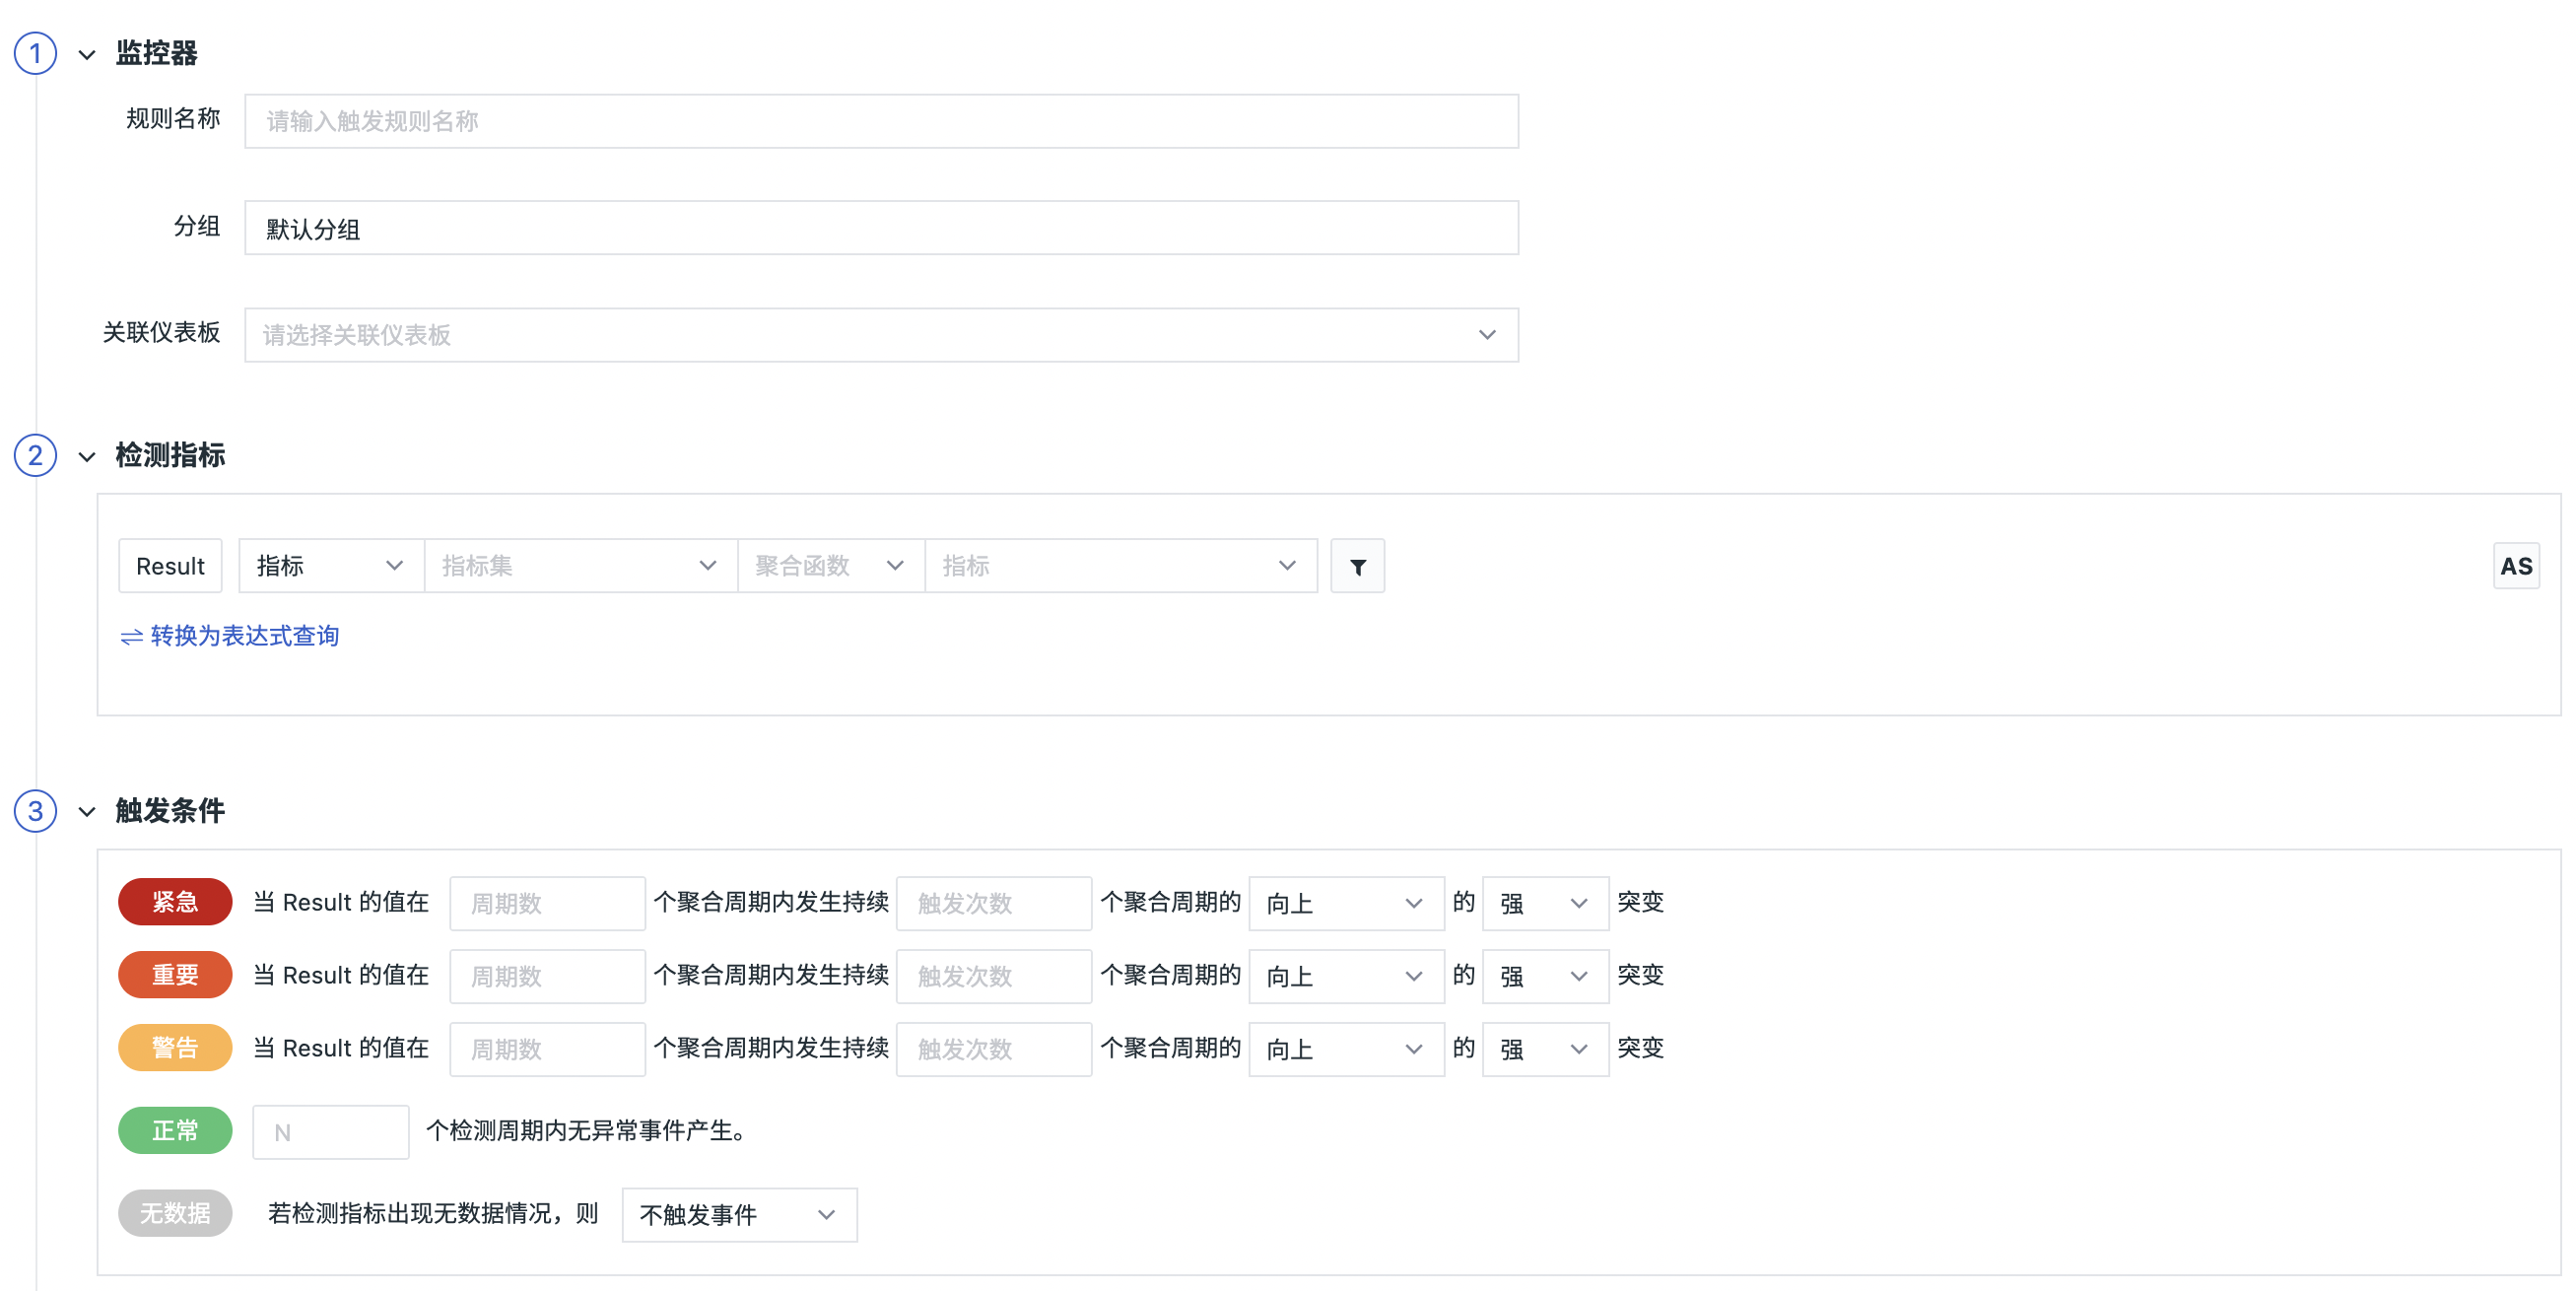 1 监控器
规则名称 请输入触发规则名称
分组 默认分组
关联仪表板 请选择关联仪表板
2 检测指标
Result 指标 指标集 聚合函数 指标 AS
转换为表达式查询
3 触发条件
紧急 当 Result 的值在 周期数 个聚合周期内发生持续 触发次数 个聚合周期的 向上 的 强 突变
重要 当 Result 的值在 周期数 个聚合周期内发生持续 触发次数 个聚合周期的 向上 的 强 突变
警告 当 Result 的值在 周期数 个聚合周期内发生持续 触发次数 个聚合周期的 向上 的 强 突变
正常 N 个检测周期内无异常事件产生。
无数据 若检测指标出现无数据情况，则 不触发事件